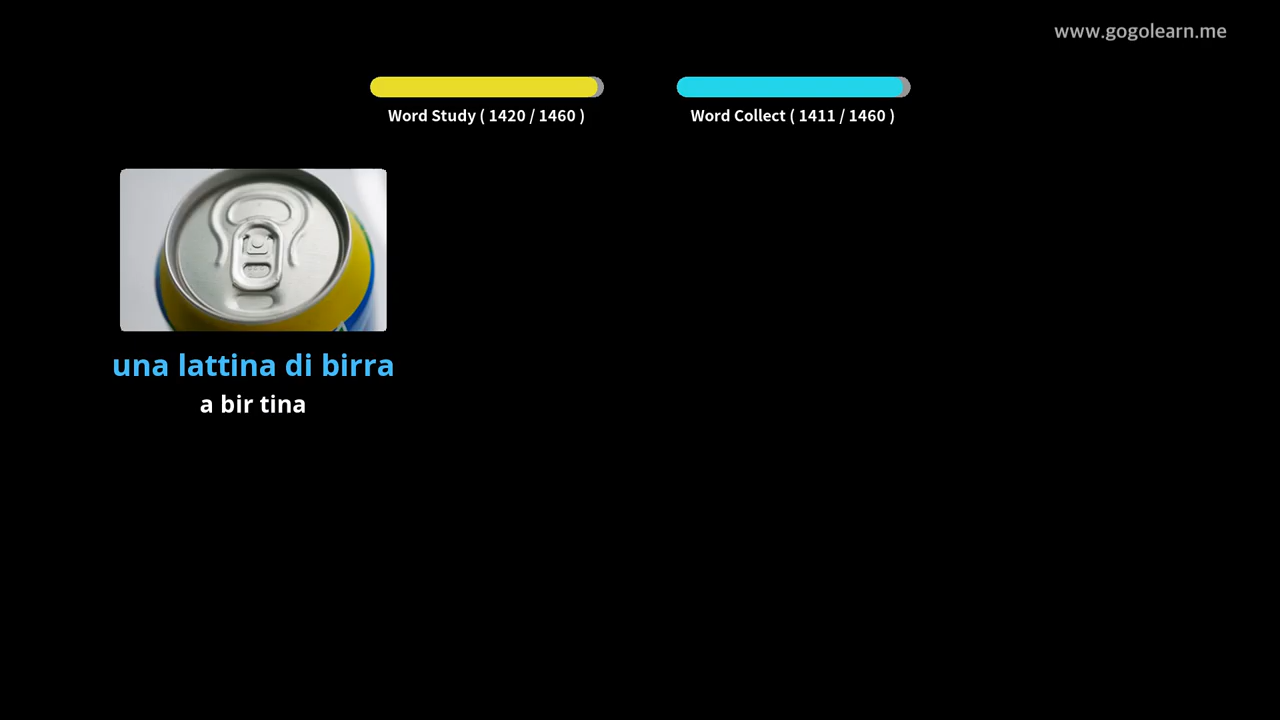 www.gogolearn.me
Word Study ( 1420 / 1460 )
Word Collect ( 1411 / 1460 )
una lattina di birra
a bir tina